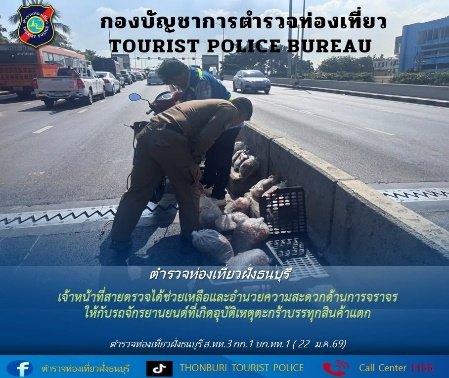 กองบัญชาการตำรวจท่องเที่ยว
TOURIST POLICE BUREAU
ตำรวจท่องเที่ยวฝั่งธนบุรี
เจ้าหน้าที่สายตรวจได้ช่วยเหลือและอำนวยความสะดวกด้านการจราจร
ให้กับรถจักรยานยนต์ที่เกิดอุบัติเหตุตะกร้าบรรทุกสินค้าแตก
ตำรวจท่องเที่ยวฝั่งธนบุรี ส.ทท.3 กก.1 บก.ทท.1 ( 22 ม.ค.69)
ตำรวจท่องเที่ยวฝั่งธนบุรี THONBURI TOURIST POLICE Call Center 1155